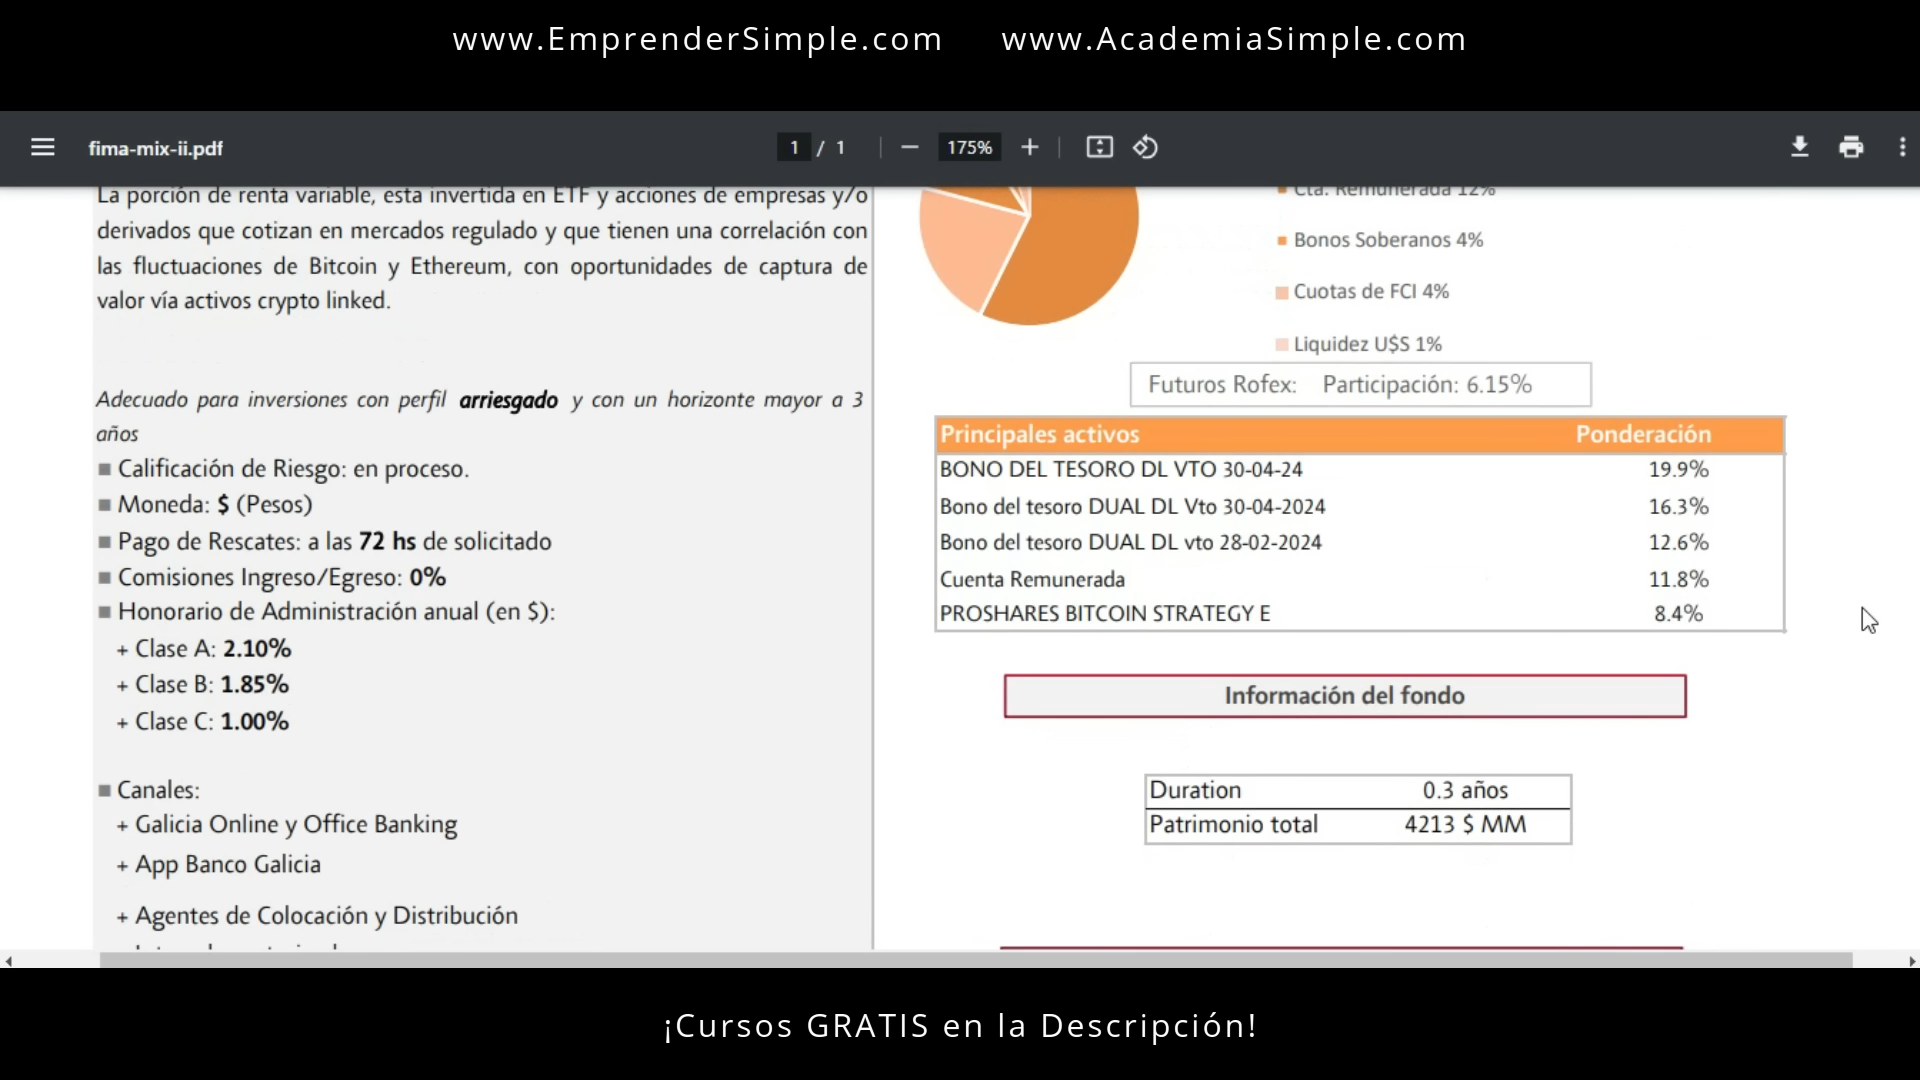 www.EmprenderSimple.com www.AcademiaSimple.com
fima-mix-ii.pdf
1 / 1
175%
La porción de renta variable, esta invertida en ETF y acciones de empresas y/o
derivados que cotizan en mercados regulado y que tienen una correlación con
las fluctuaciones de Bitcoin y Ethereum, con oportunidades de captura de
valor vía activos crypto linked.
Adecuado para inversiones con perfil arriesgado y con un horizonte mayor a 3
años
Calificación de Riesgo: en proceso.
Moneda: $ (Pesos)
Pago de Rescates: a las 72 hs de solicitado
Comisiones Ingreso/Egreso: 0%
Honorario de Administración anual (en $):
+ Clase A: 2.10%
+ Clase B: 1.85%
+ Clase C: 1.00%
Canales:
+ Galicia Online y Office Banking
+ App Banco Galicia
+ Agentes de Colocación y Distribución
Cta. Remunerada 12%
Bonos Soberanos 4%
Cuotas de FCI 4%
Liquidez U$S 1%
Futuros Rofex: Participación: 6.15%
Principales activos Ponderación
BONO DEL TESORO DL VTO 30-04-24 19.9%
Bono del tesoro DUAL DL Vto 30-04-2024 16.3%
Bono del tesoro DUAL DL vto 28-02-2024 12.6%
Cuenta Remunerada 11.8%
PROSHARES BITCOIN STRATEGY E 8.4%
Información del fondo
Duration 0.3 años
Patrimonio total 4213 $ MM
¡Cursos GRATIS en la Descripción!